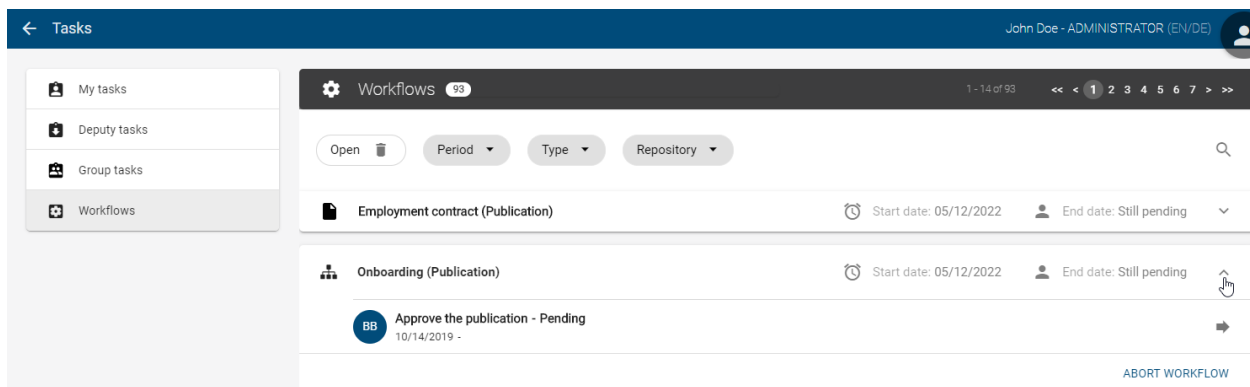 Tasks
John Doe - ADMINISTRATOR (EN/DE)
My tasks
Deputy tasks
Group tasks
Workflows
Workflows 93
1 - 14 of 93
<< < 1 2 3 4 5 6 7 > >>
Open
Period
Type
Repository
Employment contract (Publication)
Start date: 05/12/2022
End date: Still pending
Onboarding (Publication)
Start date: 05/12/2022
End date: Still pending
BB
Approve the publication - Pending
10/14/2019 -
ABORT WORKFLOW